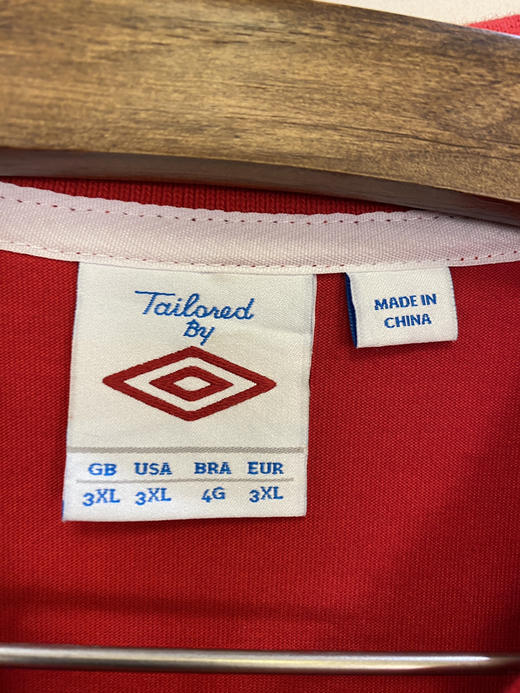 Tailored
By
GB USA BRA EUR
3XL 3XL 4G 3XL
MADE IN
CHINA